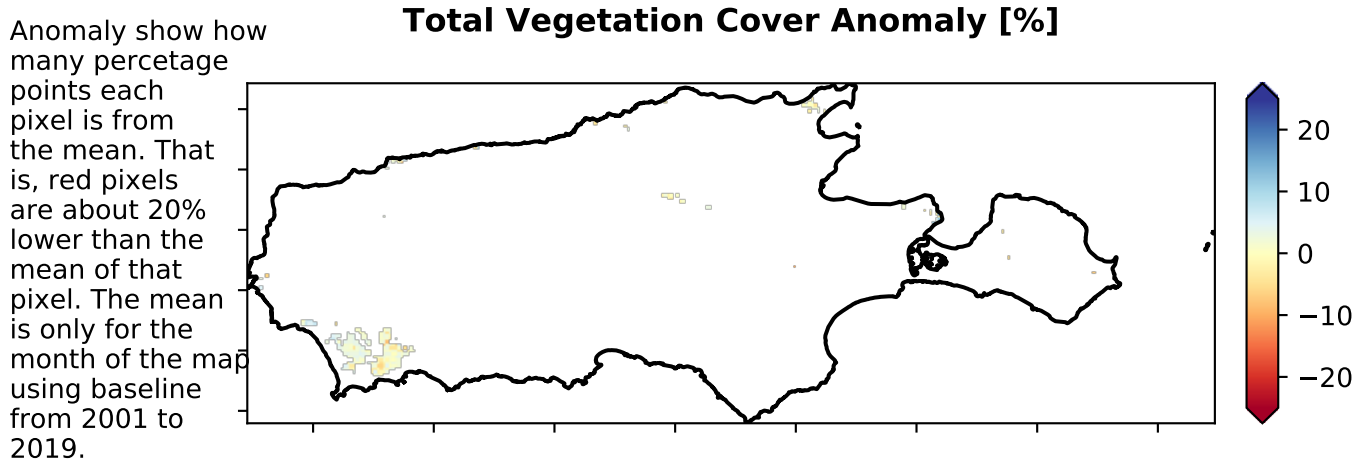 Total Vegetation Cover Anomaly [%]
Anomaly show how
many percetage
points each
pixel is from
the mean. That
is, red pixels
are about 20%
lower than the
mean of that
pixel. The mean
is only for the
month of the map
using baseline
from 2001 to
2019.
20
10
0
−10
−20